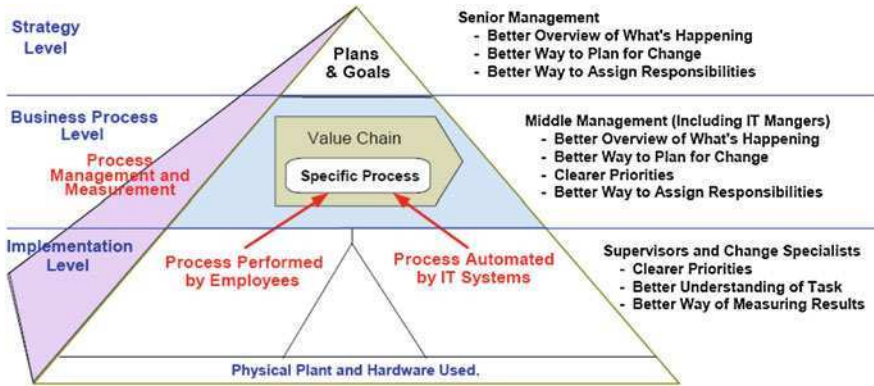 Strategy
Level
Plans
& Goals
Senior Management
- Better Overview of What's Happening
- Better Way to Plan for Change
- Better Way to Assign Responsibilities
Business Process
Level
Process
Management and
Measurement
Value Chain
Specific Process
Middle Management (Including IT Mangers)
- Better Overview of What's Happening
- Better Way to Plan for Change
- Clearer Priorities
- Better Way to Assign Responsibilities
Implementation
Level
Process Performed
by Employees
Process Automated
by IT Systems
Supervisors and Change Specialists
- Clearer Priorities
- Better Understanding of Task
- Better Way of Measuring Results
Physical Plant and Hardware Used.